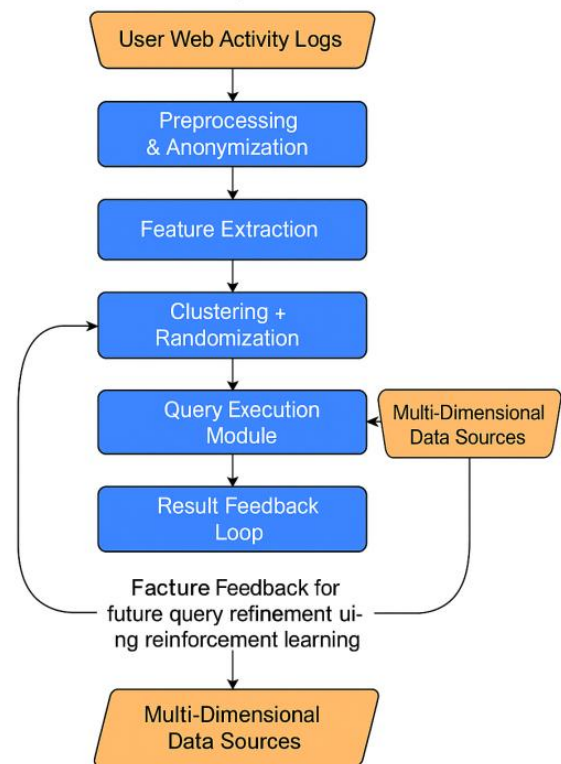 User Web Activity Logs
Preprocessing
& Anonymization
Feature Extraction
Clustering +
Randomization
Query Execution
Module
Multi-Dimensional
Data Sources
Result Feedback
Loop
Facture Feedback for
future query refinement ui-
ng reinforcement learning
Multi-Dimensional
Data Sources